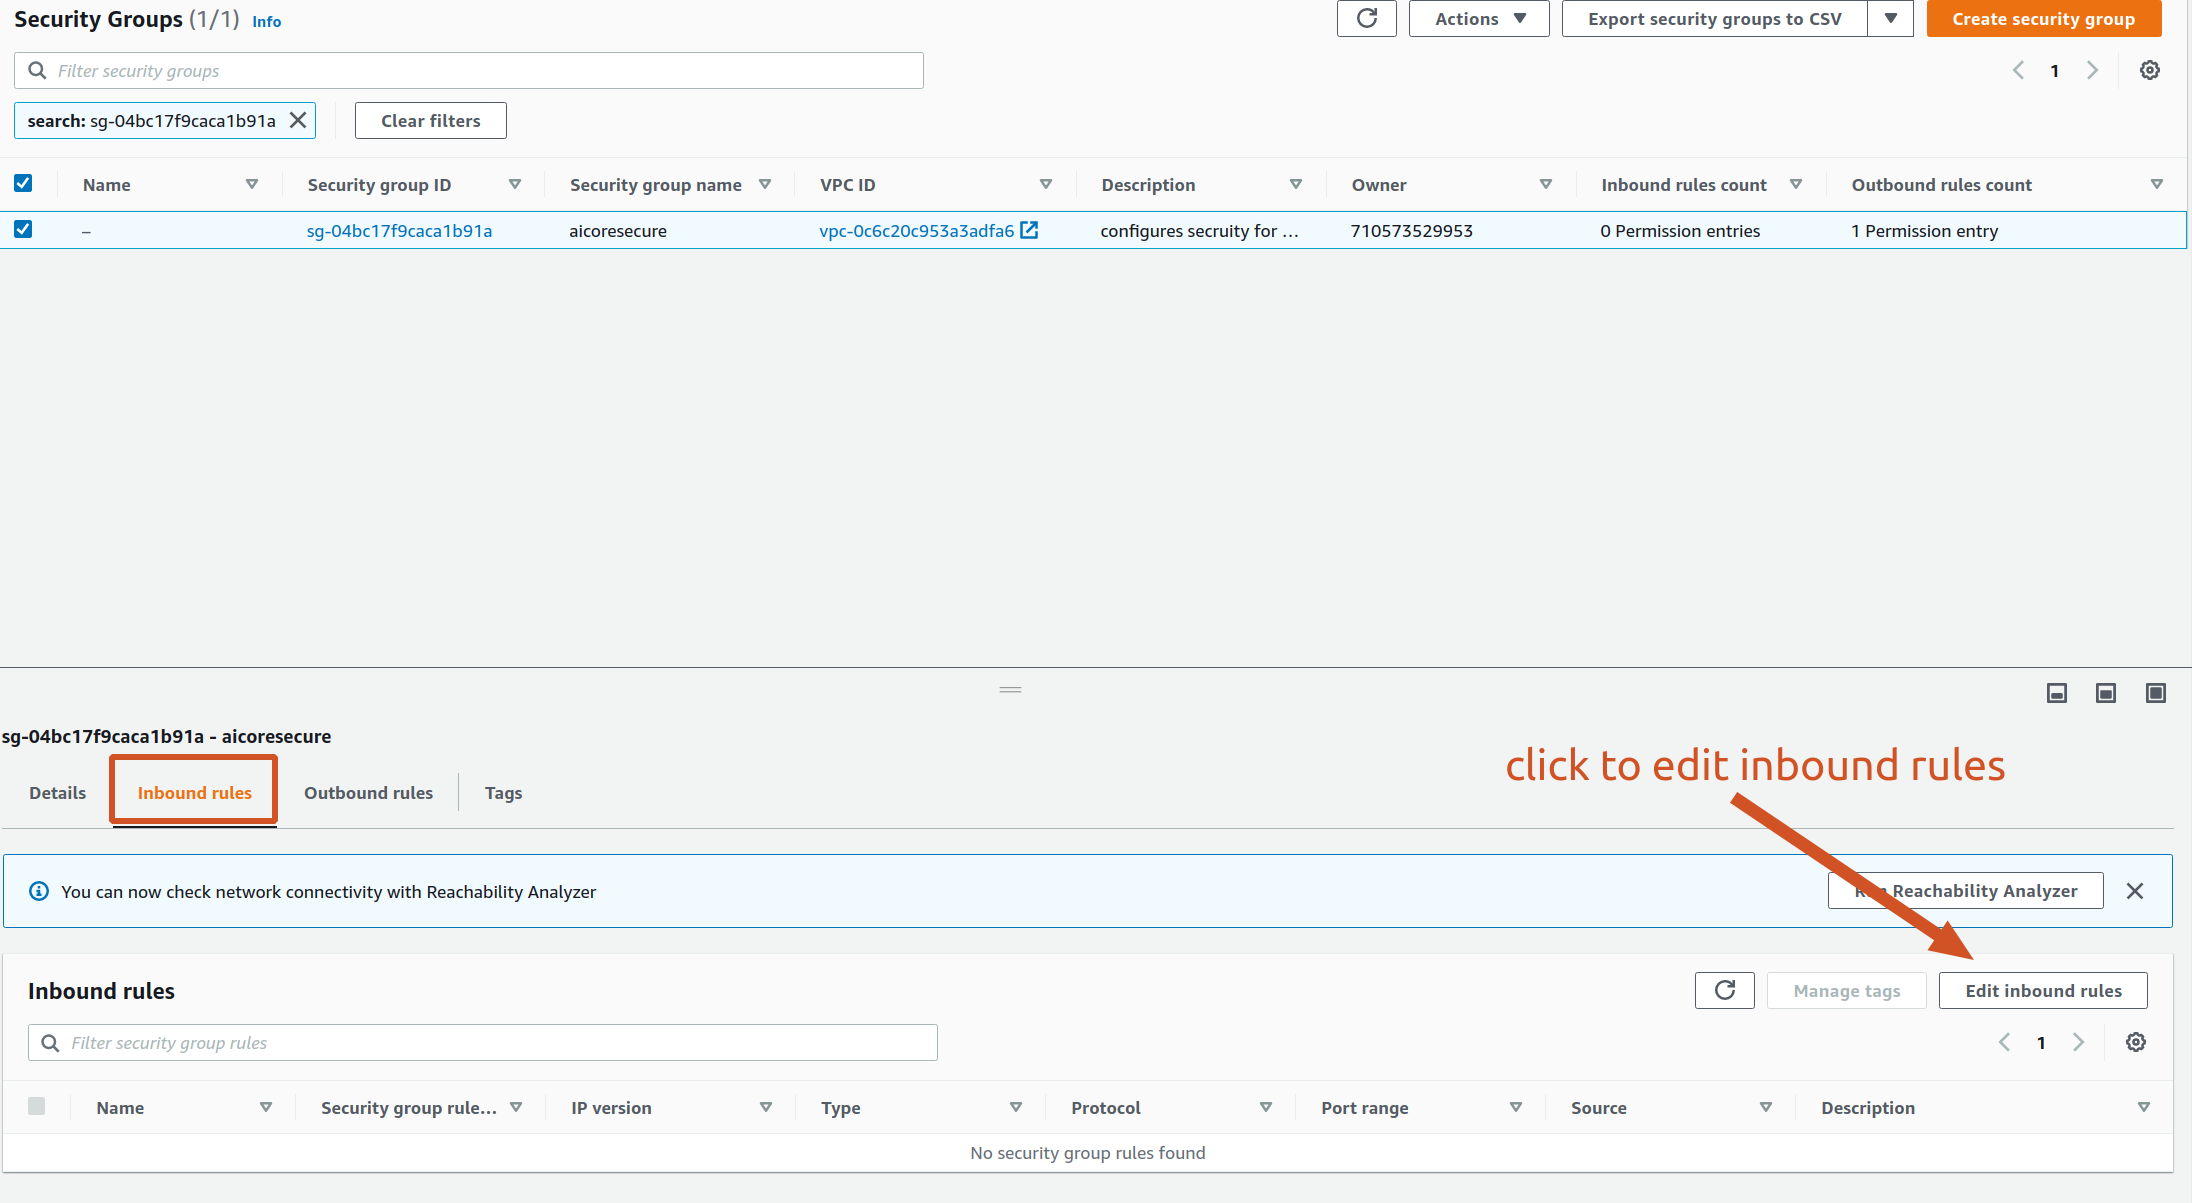 Security Groups (1/1) Info
Actions
Export security groups to CSV
Create security group
Filter security groups
1
search: sg-04bc17f9caca1b91a
Clear filters
Name Security group ID Security group name VPC ID Description Owner Inbound rules count Outbound rules count
– sg-04bc17f9caca1b91a aicoresecure vpc-0c6c20c953a3adfa6 configures secruity for ... 710573529953 0 Permission entries 1 Permission entry
sg-04bc17f9caca1b91a - aicoresecure
click to edit inbound rules
Details Inbound rules Outbound rules Tags
You can now check network connectivity with Reachability Analyzer
Reachability Analyzer
Inbound rules
Manage tags
Edit inbound rules
Filter security group rules
1
Name Security group rule... IP version Type Protocol Port range Source Description
No security group rules found